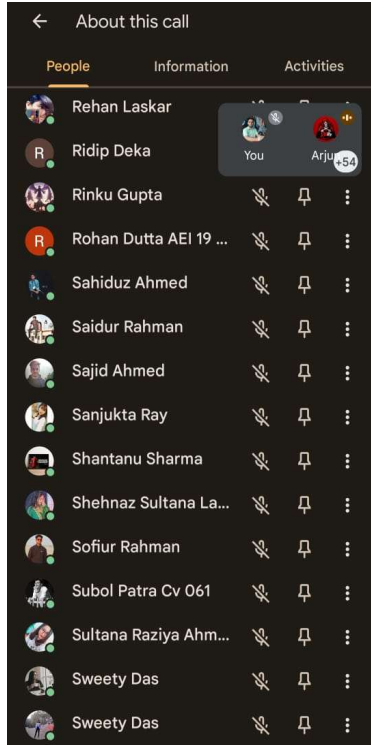 About this call
People Information Activities
Rehan Laskar
R Ridip Deka
You +54
Rinku Gupta
R Rohan Dutta AEI 19 ...
Sahiduz Ahmed
Saidur Rahman
Sajid Ahmed
Sanjukta Ray
Shantanu Sharma
Shehnaz Sultana La...
Sofiur Rahman
Subol Patra Cv 061
Sultana Raziya Ahm...
Sweety Das
Sweety Das